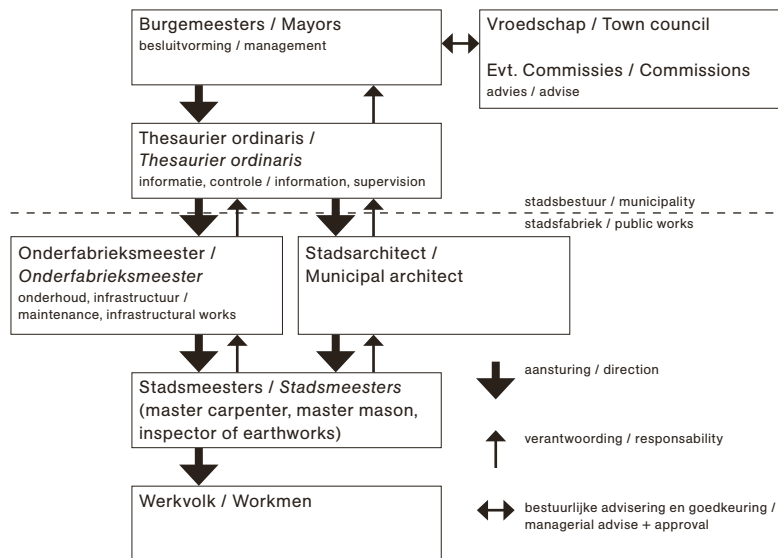 Burgemeesters / Mayors
besluitvorming / management
Vroedschap / Town council
Evt. Commissies / Commissions
advies / advise
Thesaurier ordinaris /
Thesaurier ordinaris
informatie, controle / information, supervision
stadsbestuur / municipality
stadsfabriek / public works
Onderfabrieksmeester /
Onderfabrieksmeester
onderhoud, infrastructuur /
maintenance, infrastructural works
Stadsarchitect /
Municipal architect
Stadsmeesters / Stadsmeesters
(master carpenter, master mason,
inspector of earthworks)
Werkvolk / Workmen
aansturing / direction
verantwoording / responsability
bestuurlijke advisering en goedkeuring /
managerial advise + approval